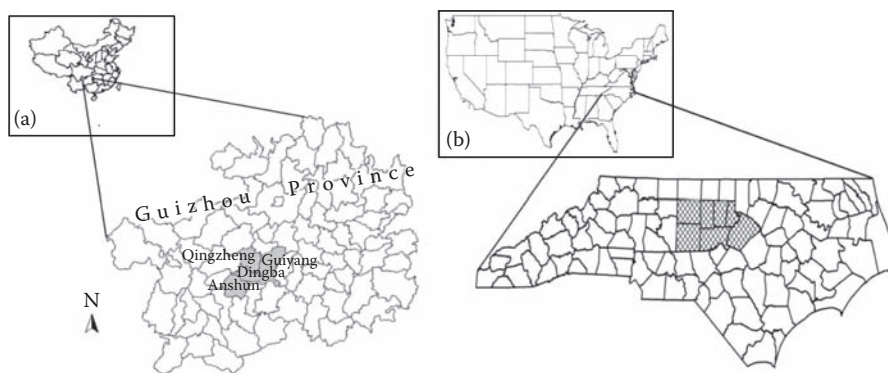 (a)
Guizhou Province
Qingzheng
Guiyang
Dingba
Anshun
N
(b)